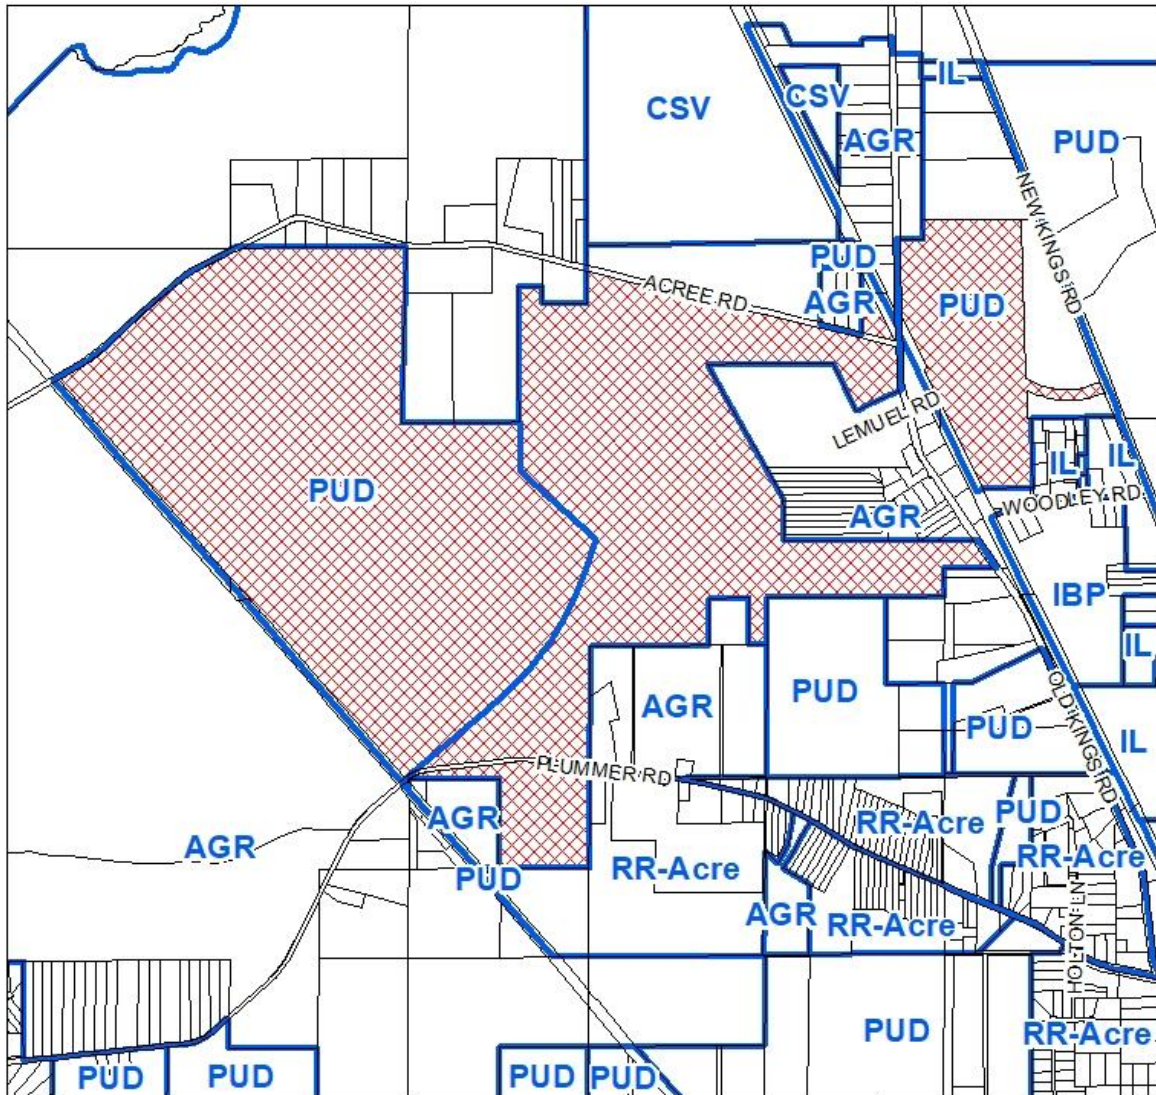 IL
CSV
CSV
AGR
PUD
NEW KINGS RD
PUD
ACREE RD
AGR
PUD
LEMUEL RD
PUD
IL
IL
WOODLEY RD
AGR
IBP
IL
AGR
PUD
PUD
OLD KINGS RD
IL
PLUMMER RD
AGR
RR-Acre
PUD
AGR
RR-Acre
PUD
RR-Acre
AGR
RR-Acre
HOLTON LN
PUD
RR-Acre
PUD
PUD
PUD
PUD